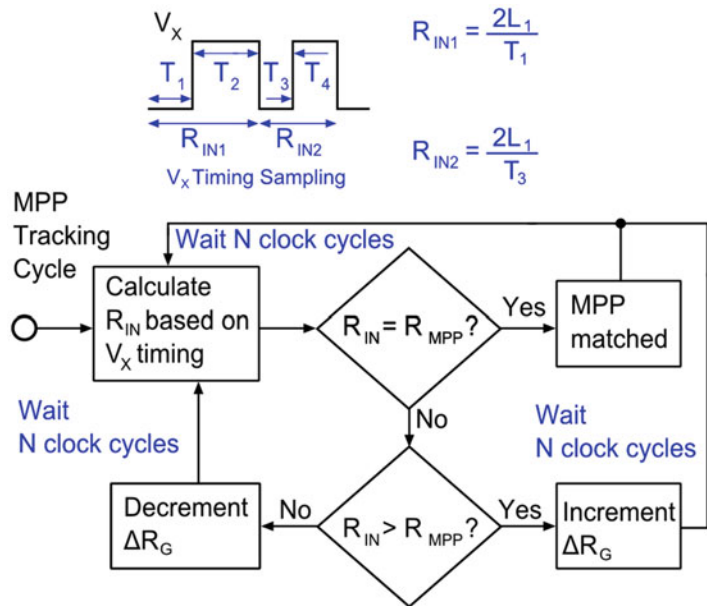 V_X
T_1
T_2
T_3
T_4
R_IN1
R_IN2
V_X Timing Sampling
R_IN1 = 2L_1 / T_1
R_IN2 = 2L_1 / T_3
MPP
Tracking
Cycle
Wait N clock cycles
Calculate
R_IN based on
V_X timing
R_IN = R_MPP?
Yes
MPP
matched
No
Wait
N clock cycles
Wait
N clock cycles
Decrement
ΔR_G
No
R_IN > R_MPP?
Yes
Increment
ΔR_G